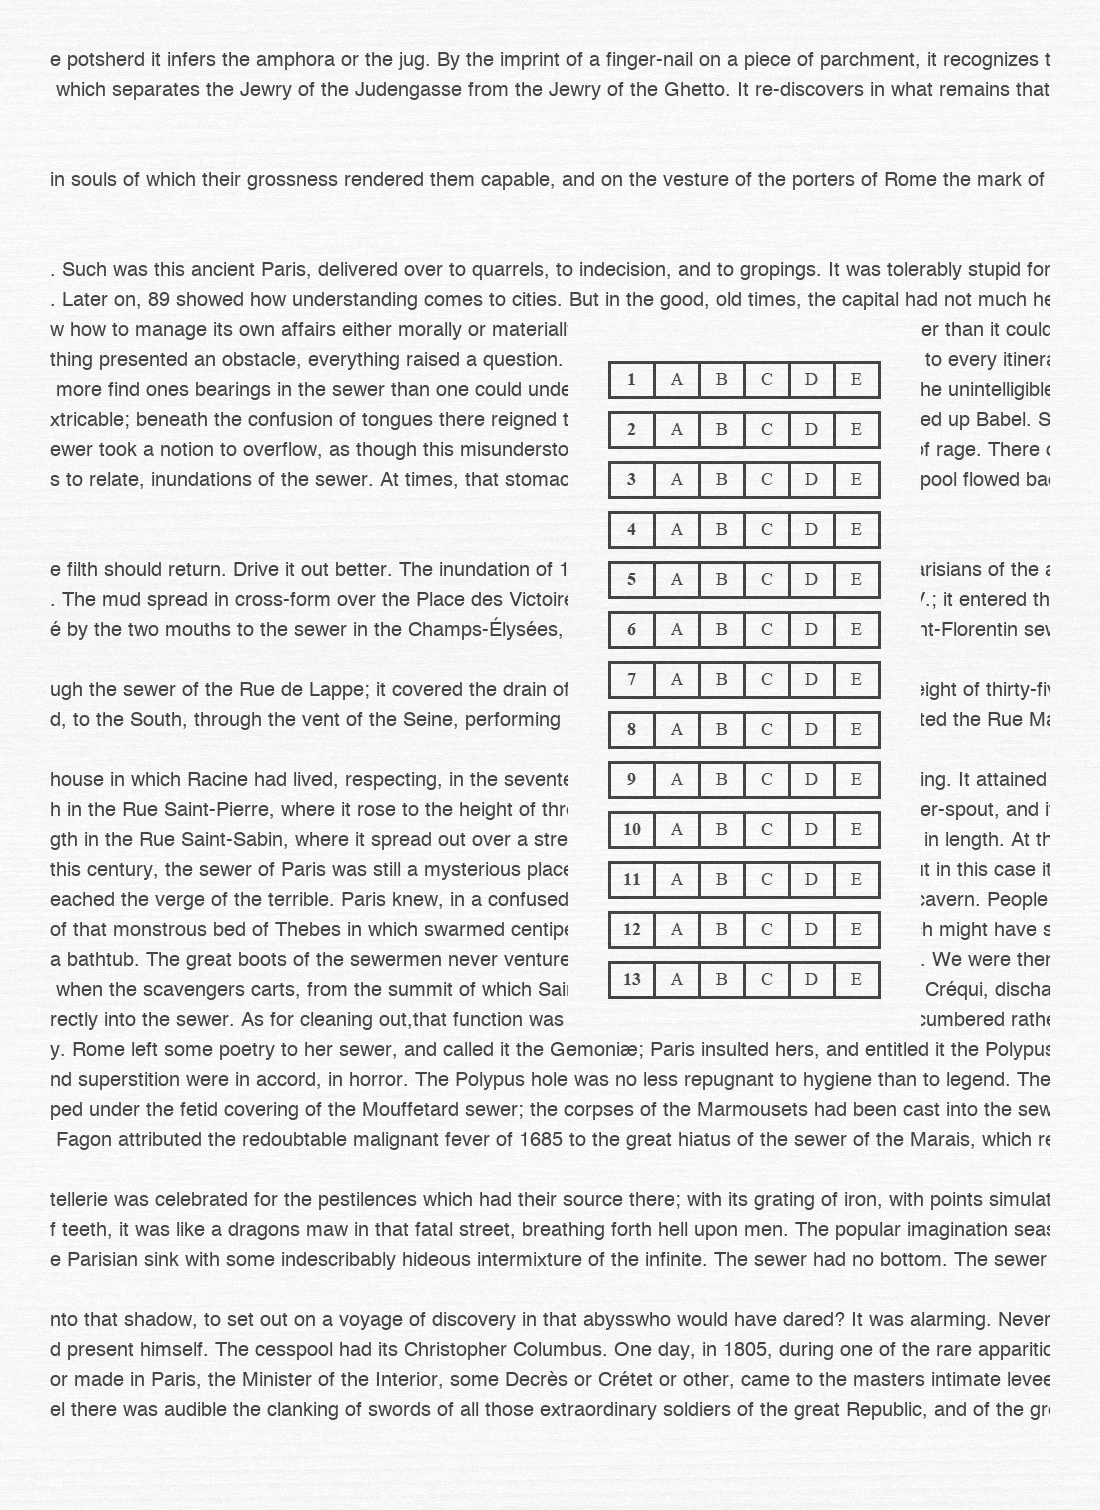 e potsherd it infers the amphora or the jug. By the imprint of a finger-nail on a piece of parchment, it recognizes t
which separates the Jewry of the Judengasse from the Jewry of the Ghetto. It re-discovers in what remains that
in souls of which their grossness rendered them capable, and on the vesture of the porters of Rome the mark of
. Such was this ancient Paris, delivered over to quarrels, to indecision, and to gropings. It was tolerably stupid for
. Later on, 89 showed how understanding comes to cities. But in the good, old times, the capital had not much he
w how to manage its own affairs either morally or materiall er than it could
thing presented an obstacle, everything raised a question. to every itinera
1 A B C D E
more find ones bearings in the sewer than one could unde he unintelligible
xtricable; beneath the confusion of tongues there reigned t ed up Babel. S
2 A B C D E
ewer took a notion to overflow, as though this misundersto of rage. There
s to relate, inundations of the sewer. At times, that stomac pool flowed ba
3 A B C D E
4 A B C D E
e filth should return. Drive it out better. The inundation of 1 arisians of the a
5 A B C D E
. The mud spread in cross-form over the Place des Victoire .; it entered th
é by the two mouths to the sewer in the Champs-Élysées, nt-Florentin sew
6 A B C D E
7 A B C D E
ugh the sewer of the Rue de Lappe; it covered the drain of eight of thirty-fiv
d, to the South, through the vent of the Seine, performing ted the Rue Ma
8 A B C D E
house in which Racine had lived, respecting, in the sevente ing. It attained
9 A B C D E
h in the Rue Saint-Pierre, where it rose to the height of thre er-spout, and it
10 A B C D E
gth in the Rue Saint-Sabin, where it spread out over a stre in length. At th
this century, the sewer of Paris was still a mysterious place ut in this case it
11 A B C D E
eached the verge of the terrible. Paris knew, in a confused cavern. People
of that monstrous bed of Thebes in which swarmed centipe h might have s
12 A B C D E
a bathtub. The great boots of the sewermen never venture . We were then
13 A B C D E
when the scavengers carts, from the summit of which Sai Créqui, discha
rectly into the sewer. As for cleaning out,that function was cumbered rathe
y. Rome left some poetry to her sewer, and called it the Gemoniæ; Paris insulted hers, and entitled it the Polypus
nd superstition were in accord, in horror. The Polypus hole was no less repugnant to hygiene than to legend. The
ped under the fetid covering of the Mouffetard sewer; the corpses of the Marmousets had been cast into the sew
Fagon attributed the redoubtable malignant fever of 1685 to the great hiatus of the sewer of the Marais, which re
tellerie was celebrated for the pestilences which had their source there; with its grating of iron, with points simulat
f teeth, it was like a dragons maw in that fatal street, breathing forth hell upon men. The popular imagination seas
e Parisian sink with some indescribably hideous intermixture of the infinite. The sewer had no bottom. The sewer
nto that shadow, to set out on a voyage of discovery in that abysswho would have dared? It was alarming. Never
d present himself. The cesspool had its Christopher Columbus. One day, in 1805, during one of the rare apparitio
or made in Paris, the Minister of the Interior, some Decrès or Crétet or other, came to the masters intimate levee
el there was audible the clanking of swords of all those extraordinary soldiers of the great Republic, and of the gre